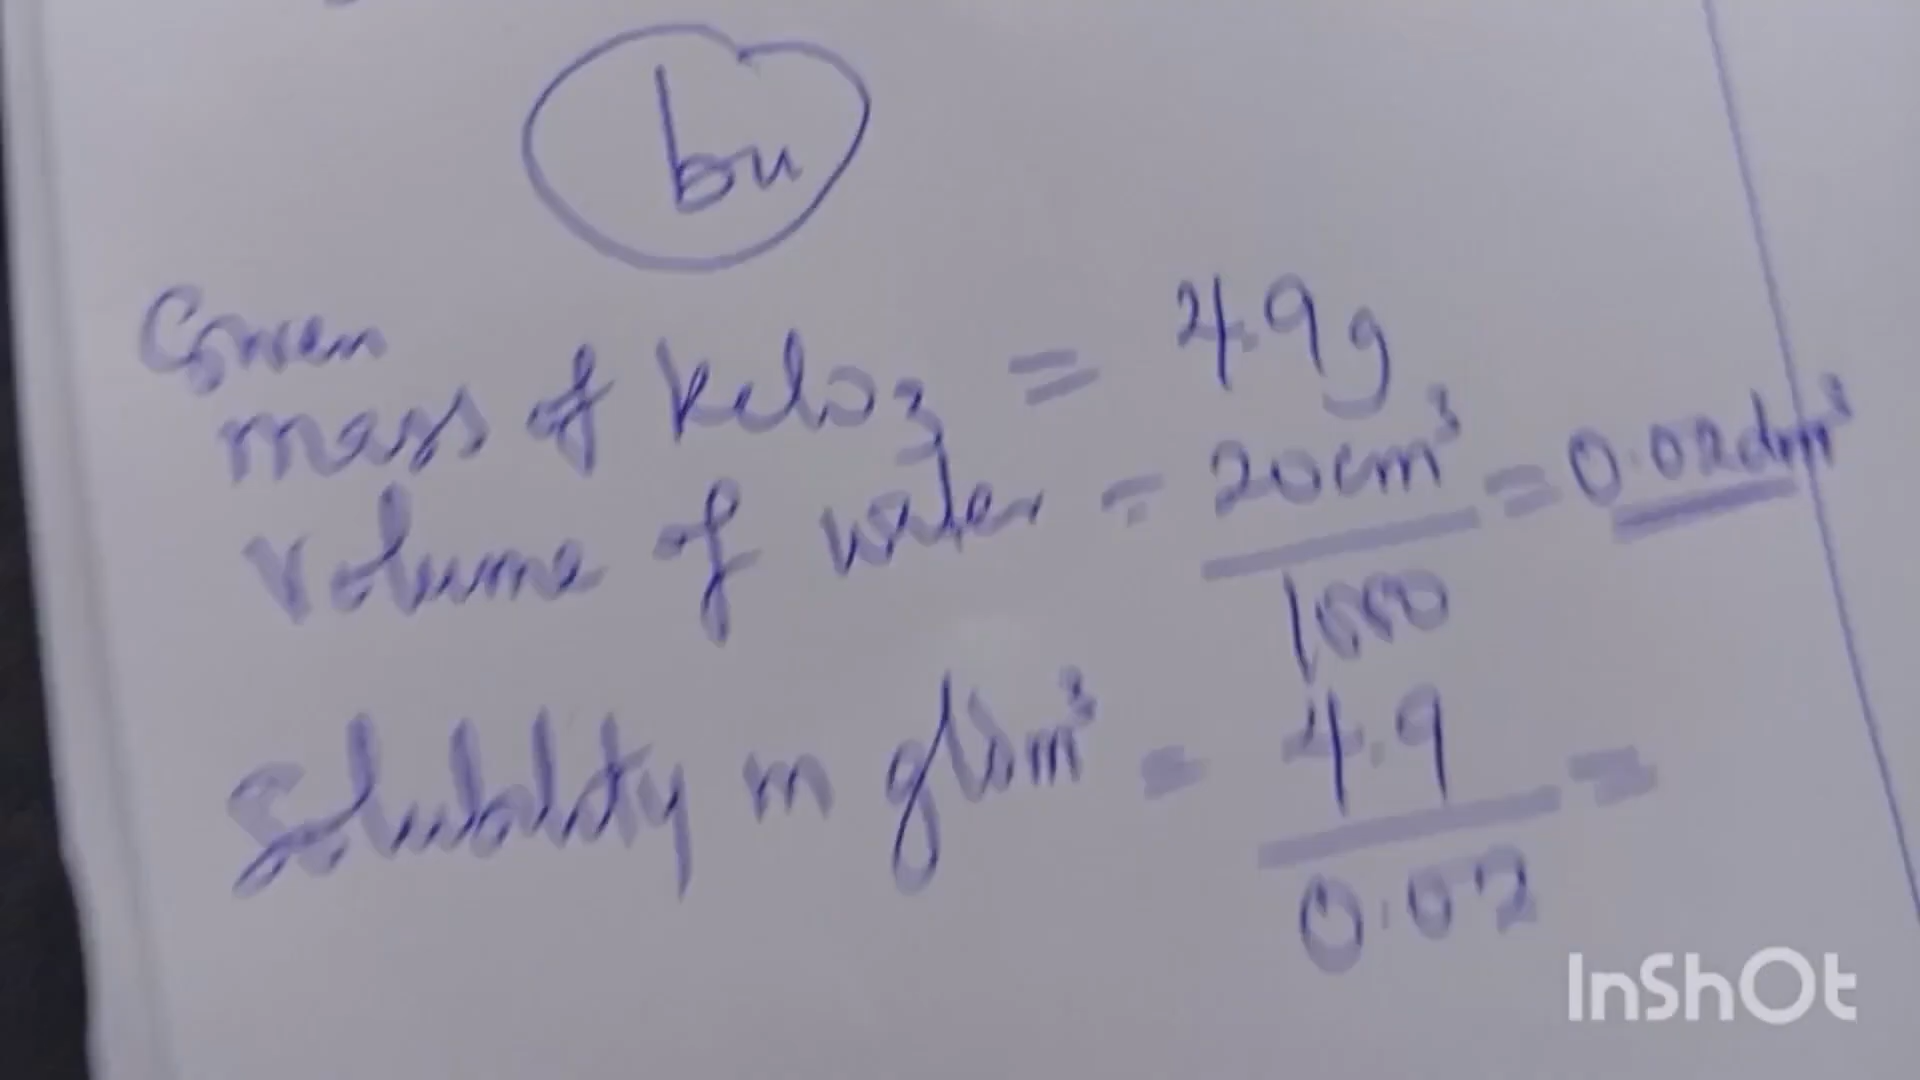 bii
Given
mass of KClO3 = 4.9g
Volume of water = 20cm³ = 0.02dm³
1000
Solubility in g/dm³ = 4.9 =
0.02
InShOt